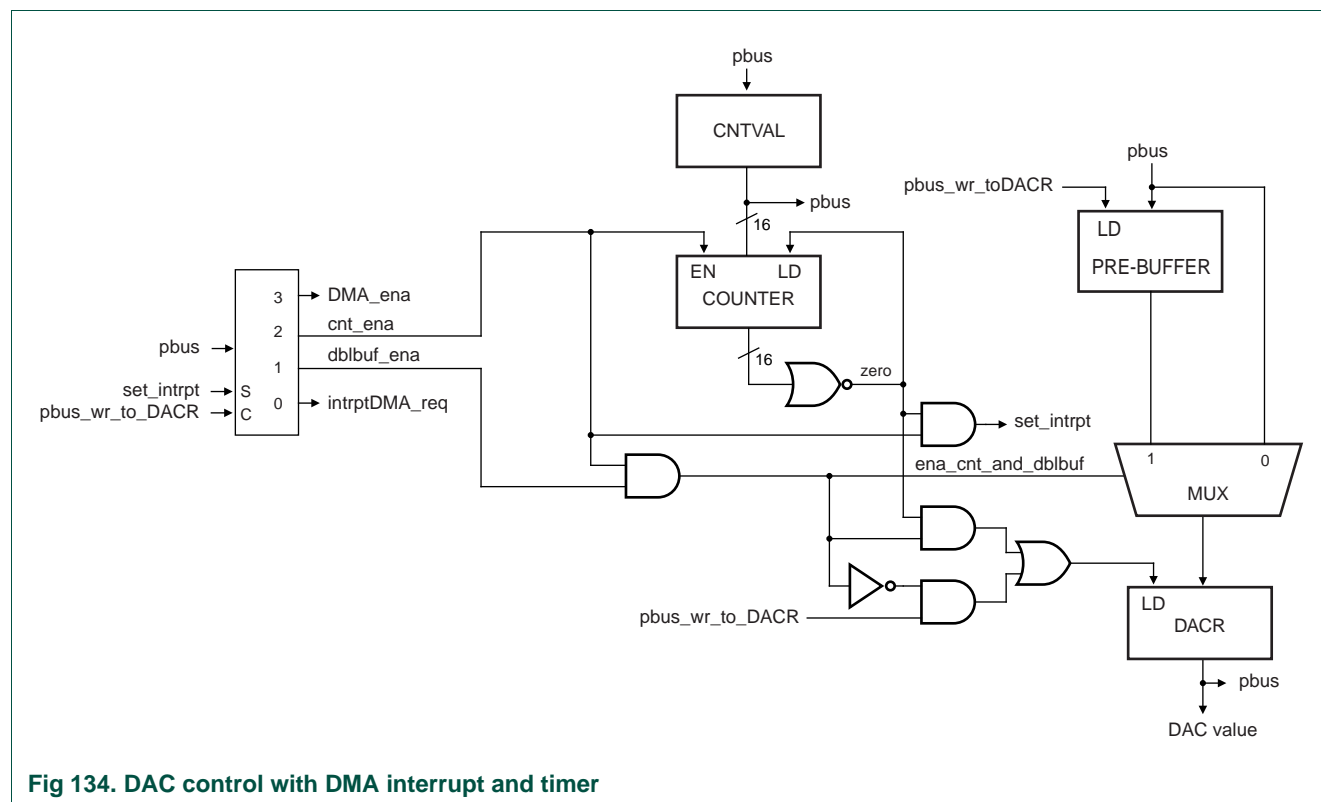 pbus
CNTVAL
pbus
16
pbus
pbus_wr_toDACR
LD
PRE-BUFFER
EN LD
COUNTER
3 DMA_ena
2 cnt_ena
1 dblbuf_ena
0 intrptDMA_req
pbus
set_intrpt S
pbus_wr_to_DACR C
16
zero
set_intrpt
ena_cnt_and_dblbuf
1 0
MUX
pbus_wr_to_DACR
LD
DACR
pbus
DAC value
Fig 134. DAC control with DMA interrupt and timer